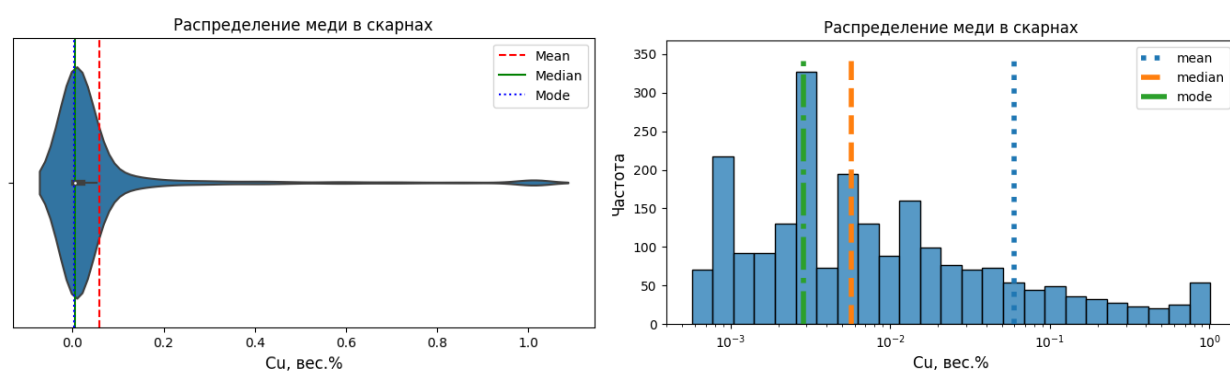 Распределение меди в скарнах
Mean
Median
Mode
0.0 0.2 0.4 0.6 0.8 1.0
Cu, вес.%
Распределение меди в скарнах
350
300
250
200
150
100
50
0
Частота
mean
median
mode
10⁻³ 10⁻² 10⁻¹ 10⁰
Cu, вес.%